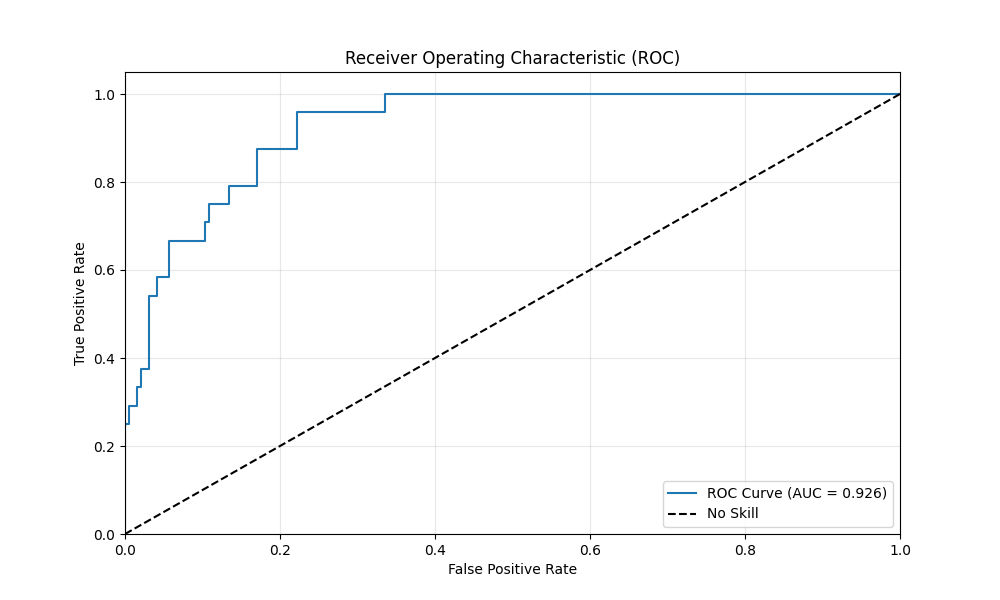 Receiver Operating Characteristic (ROC)
True Positive Rate
1.0
0.8
0.6
0.4
0.2
0.0
0.0 0.2 0.4 0.6 0.8 1.0
False Positive Rate
ROC Curve (AUC = 0.926)
No Skill